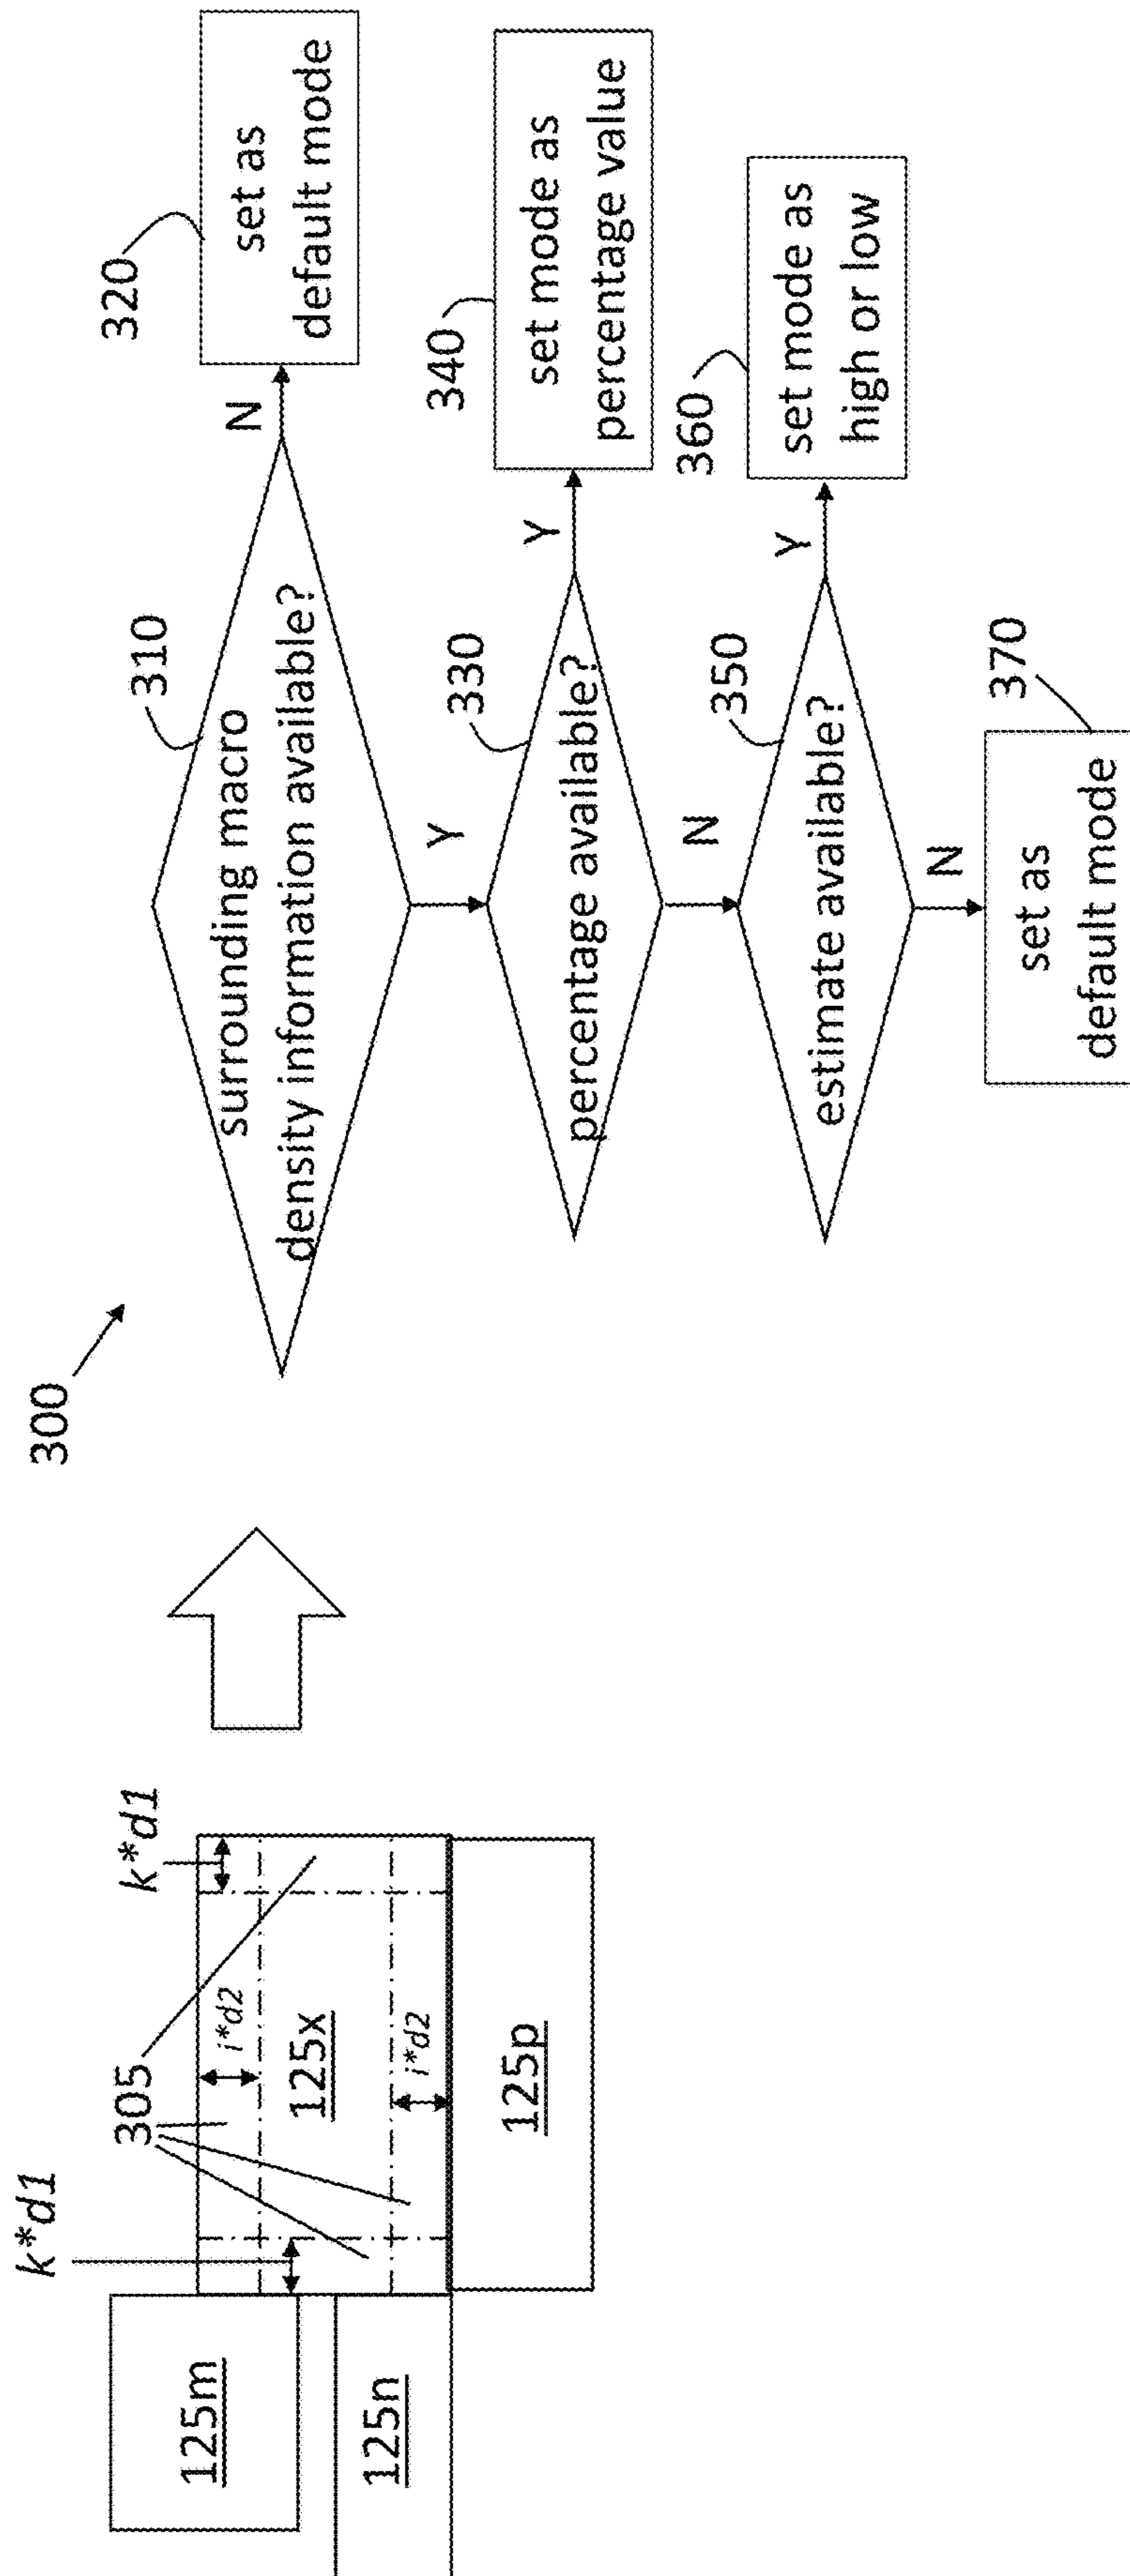 300
125m
125n
k*d1
305
i*d2
125x
i*d2
k*d1
125p
310
surrounding macro
density information available?
N
320
set as
default mode
Y
330
percentage available?
Y
340
set mode as
percentage value
N
350
estimate available?
Y
360
set mode as
high or low
N
370
set as
default mode